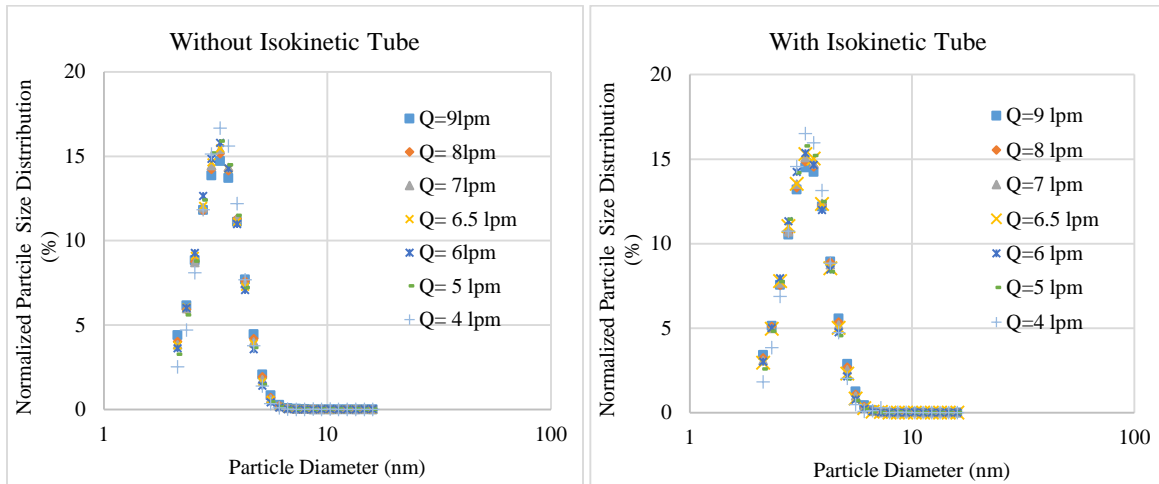 Without Isokinetic Tube
Normalized Partcile Size Distrribution
(%)
20
15
10
5
0
Q=9lpm
Q= 8lpm
Q= 7lpm
Q= 6.5 lpm
Q= 6lpm
Q= 5 lpm
Q= 4 lpm
1
10
100
Particle Diameter (nm)
With Isokinetic Tube
Normalized Partcile Size Distrribution
(%)
20
15
10
5
0
Q=9 lpm
Q=8 lpm
Q=7 lpm
Q=6.5 lpm
Q=6 lpm
Q=5 lpm
Q=4 lpm
1
10
100
Particle Diameter (nm)